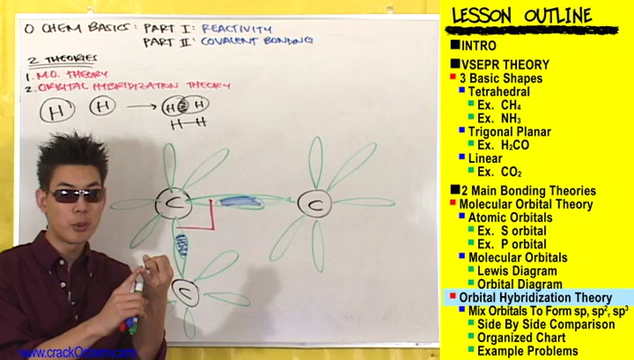 O CHEM BASICS: PART I: REACTIVITY
PART II: COVALENT BONDING
2 THEORIES
1. M.O. THEORY
2. ORBITAL HYBRIDIZATION THEORY
H H → H H
H-H
C C
C
www.crackOchem.com
LESSON OUTLINE
INTRO
VSEPR THEORY
3 Basic Shapes
Tetrahedral
Ex. CH₄
Ex. NH₃
Trigonal Planar
Ex. H₂CO
Linear
Ex. CO₂
2 Main Bonding Theories
Molecular Orbital Theory
Atomic Orbitals
Ex. S orbital
Ex. P orbital
Molecular Orbitals
Lewis Diagram
Orbital Diagram
Orbital Hybridization Theory
Mix Orbitals To Form sp, sp², sp³
Side By Side Comparison
Organized Chart
Example Problems